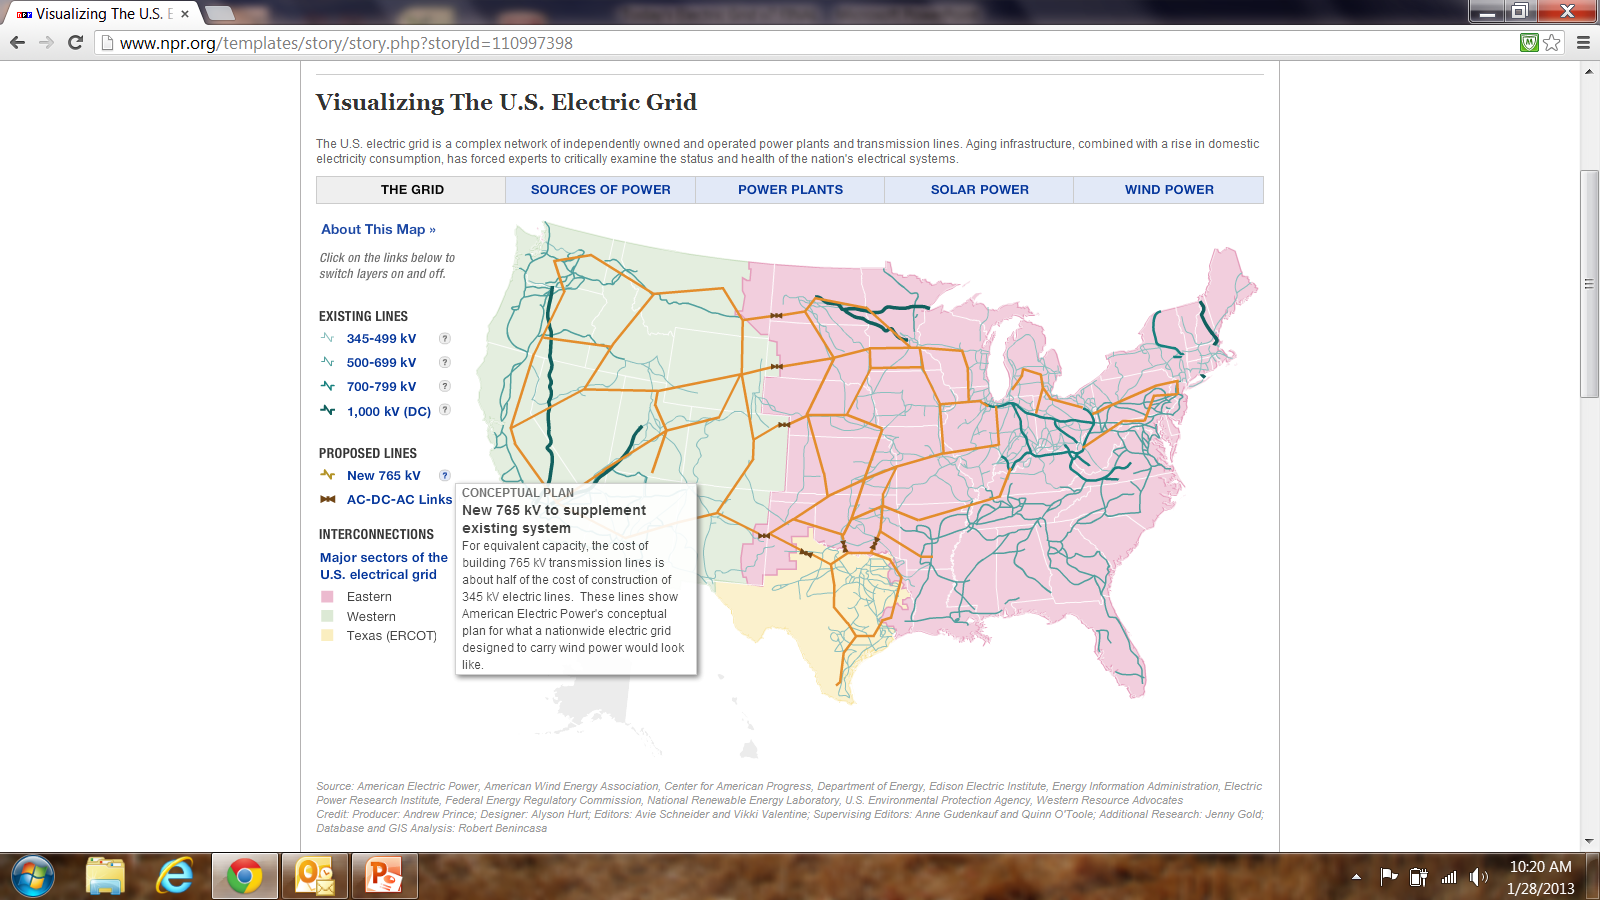 Visualizing The U.S. E
www.npr.org/templates/story/story.php?storyId=110997398
Visualizing The U.S. Electric Grid
The U.S. electric grid is a complex network of independently owned and operated power plants and transmission lines. Aging infrastructure, combined with a rise in domestic
electricity consumption, has forced experts to critically examine the status and health of the nation's electrical systems.
THE GRID
SOURCES OF POWER
POWER PLANTS
SOLAR POWER
WIND POWER
About This Map »
Click on the links below to
switch layers on and off.
EXISTING LINES
345-499 kV ?
500-699 kV ?
700-799 kV ?
1,000 kV (DC) ?
PROPOSED LINES
New 765 kV ?
AC-DC-AC Links
INTERCONNECTIONS
Major sectors of the
U.S. electrical grid
Eastern
Western
Texas (ERCOT)
CONCEPTUAL PLAN
New 765 kV to supplement
existing system
For equivalent capacity, the cost of
building 765 kV transmission lines is
about half of the cost of construction of
345 kV electric lines. These lines show
American Electric Power's conceptual
plan for what a nationwide electric grid
designed to carry wind power would look
like.
Source: American Electric Power, American Wind Energy Association, Center for American Progress, Department of Energy, Edison Electric Institute, Energy Information Administration, Electric
Power Research Institute, Federal Energy Regulatory Commission, National Renewable Energy Laboratory, U.S. Environmental Protection Agency, Western Resource Advocates
Credit: Producer: Andrew Prince; Designer: Alyson Hurt; Editors: Avie Schneider and Vikki Valentine; Supervising Editors: Anne Gudenkauf and Quinn O'Toole; Additional Research: Jenny Gold;
Database and GIS Analysis: Robert Benincasa
10:20 AM
1/28/2013